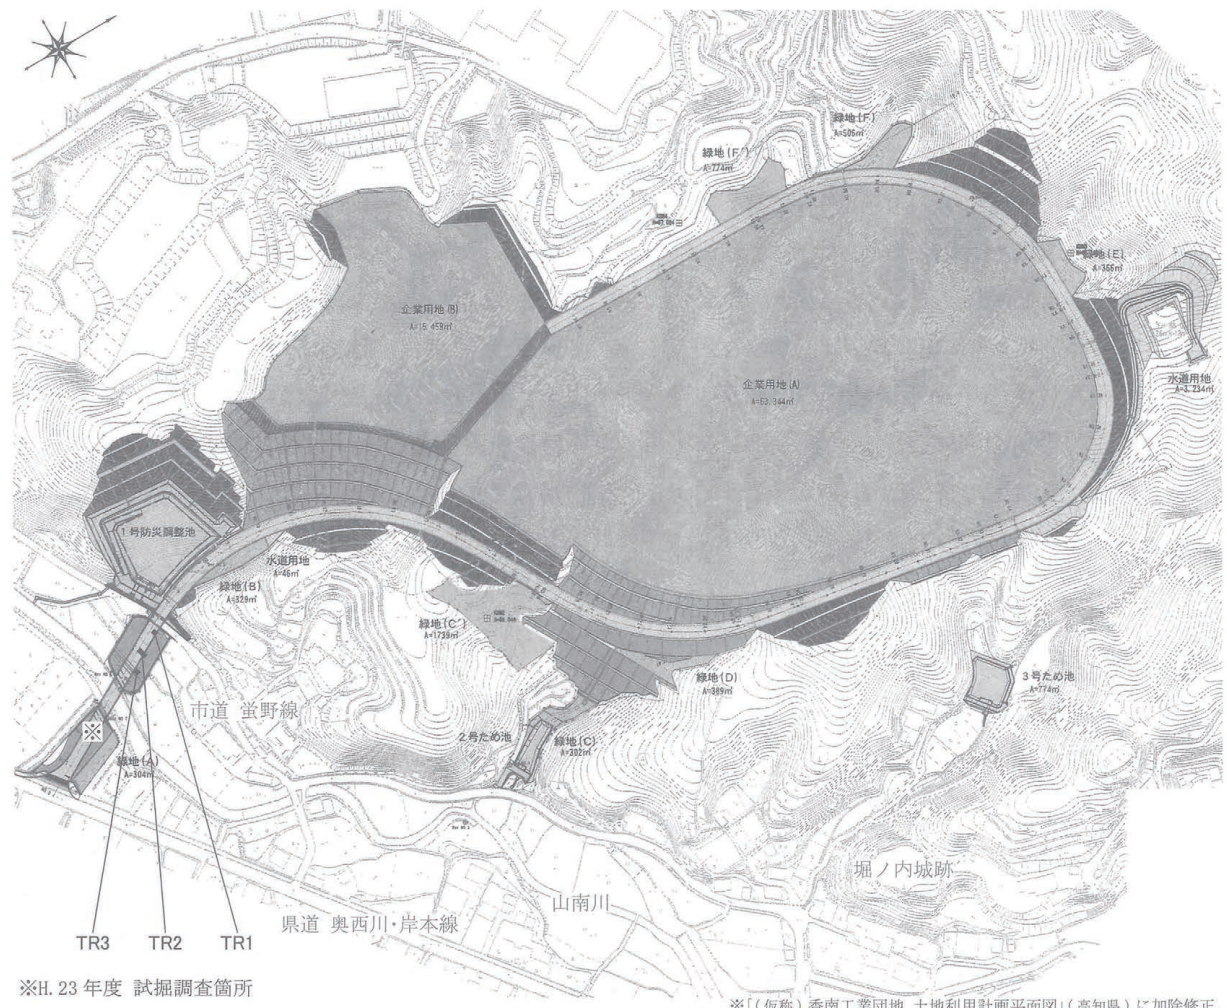 緑地(F)
A=506㎡
緑地(F')
A=774㎡
緑地(E)
A=366㎡
企業用地(B)
A=16,459㎡
企業用地(A)
A=63,344㎡
水道用地
A=3,234㎡
1号防災調整池
水道用地
A=46㎡
緑地(B)
A=329㎡
緑地(C')
A=1739㎡
緑地(D)
A=389㎡
3号ため池
A=774㎡
市道 蛍野線
2号ため池
緑地(C)
A=302㎡
※
緑地(A)
A=304㎡
堀ノ内城跡
山南川
県道 奥西川・岸本線
TR3
TR2
TR1
※H.23年度 試掘調査箇所
※「(仮称)香南工業団地 土地利用計画平面図」(高知県)に加除修正